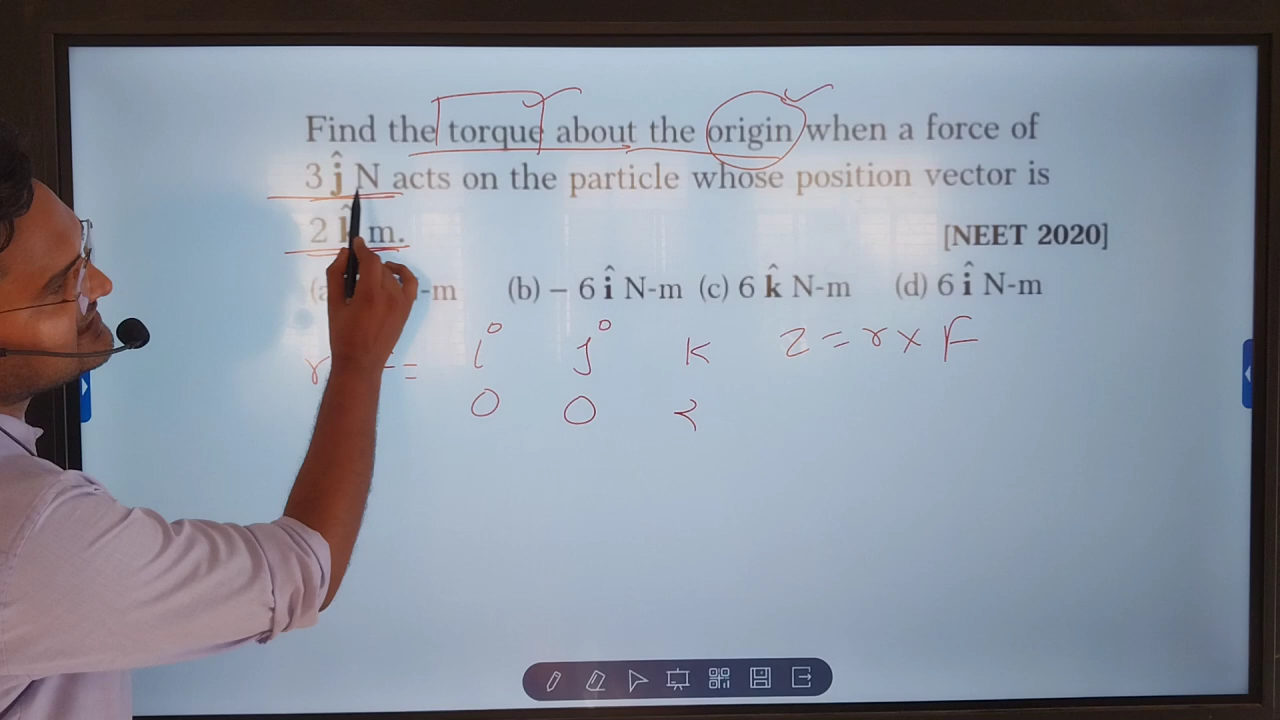 Find the torque about the origin when a force of
3 ĵ N acts on the particle whose position vector is
2 m. [NEET 2020]
-m (b) – 6 î N-m (c) 6 k̂ N-m (d) 6 î N-m
r = i j k τ = r × F
0 0 2